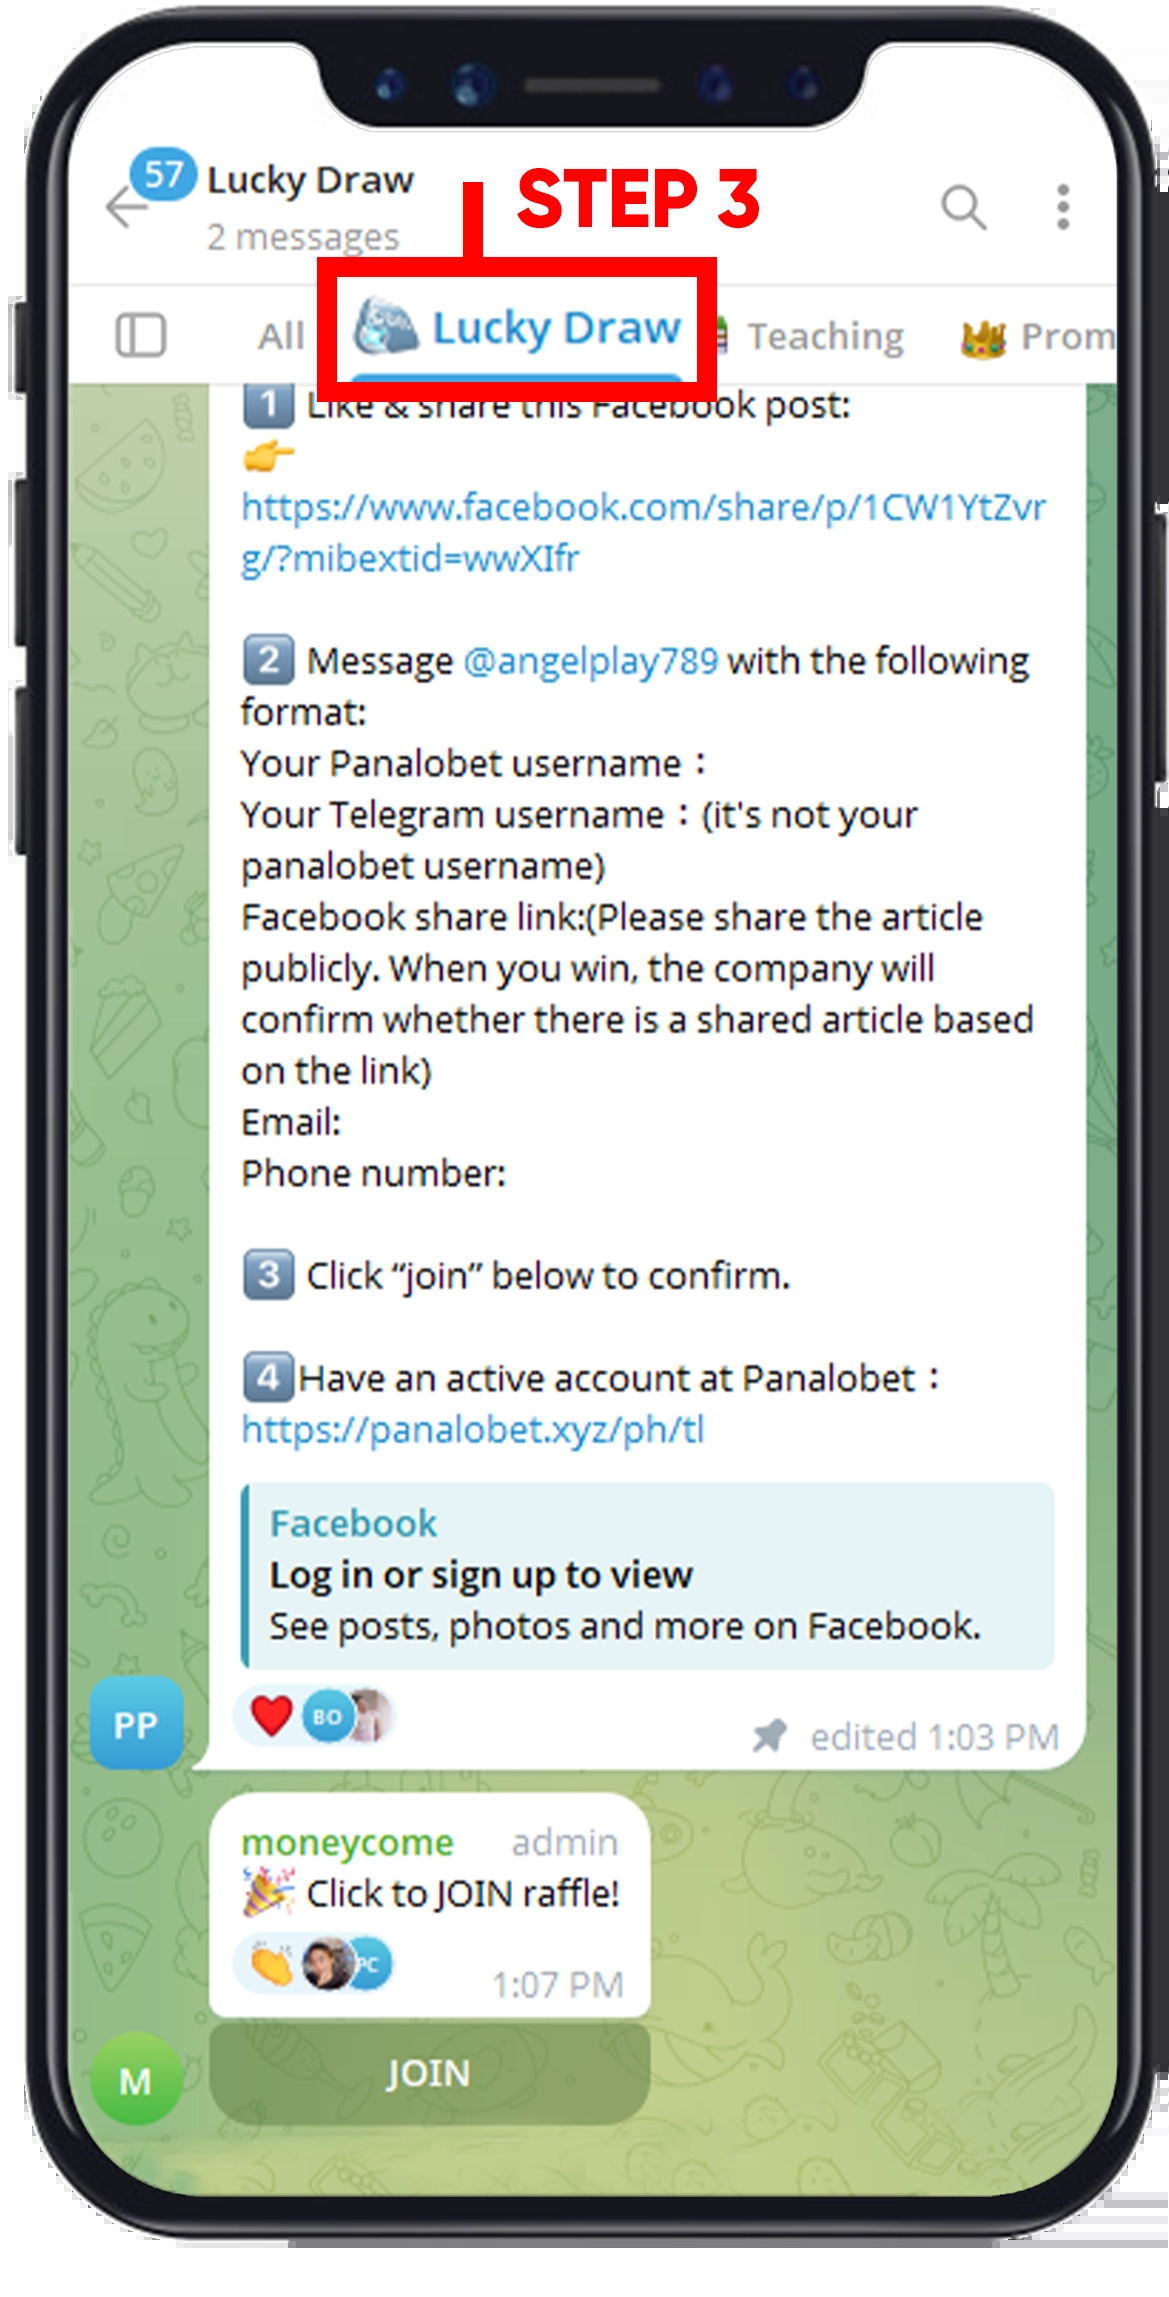 57
Lucky Draw
STEP 3
2 messages
All
Lucky Draw
Teaching
👑 Prom
1️⃣ Like & share this Facebook post:
👉
https://www.facebook.com/share/p/1CW1YtZvr
g/?mibextid=wwXIfr
2️⃣ Message @angelplay789 with the following
format:
Your Panalobet username：
Your Telegram username：(it's not your
panalobet username)
Facebook share link:(Please share the article
publicly. When you win, the company will
confirm whether there is a shared article based
on the link)
Email:
Phone number:
3️⃣ Click “join” below to confirm.
4️⃣Have an active account at Panalobet：
https://panalobet.xyz/ph/tl
Facebook
Log in or sign up to view
See posts, photos and more on Facebook.
❤️ BO
PP
edited 1:03 PM
moneycome admin
🎉 Click to JOIN raffle!
👏 PC
1:07 PM
M
JOIN